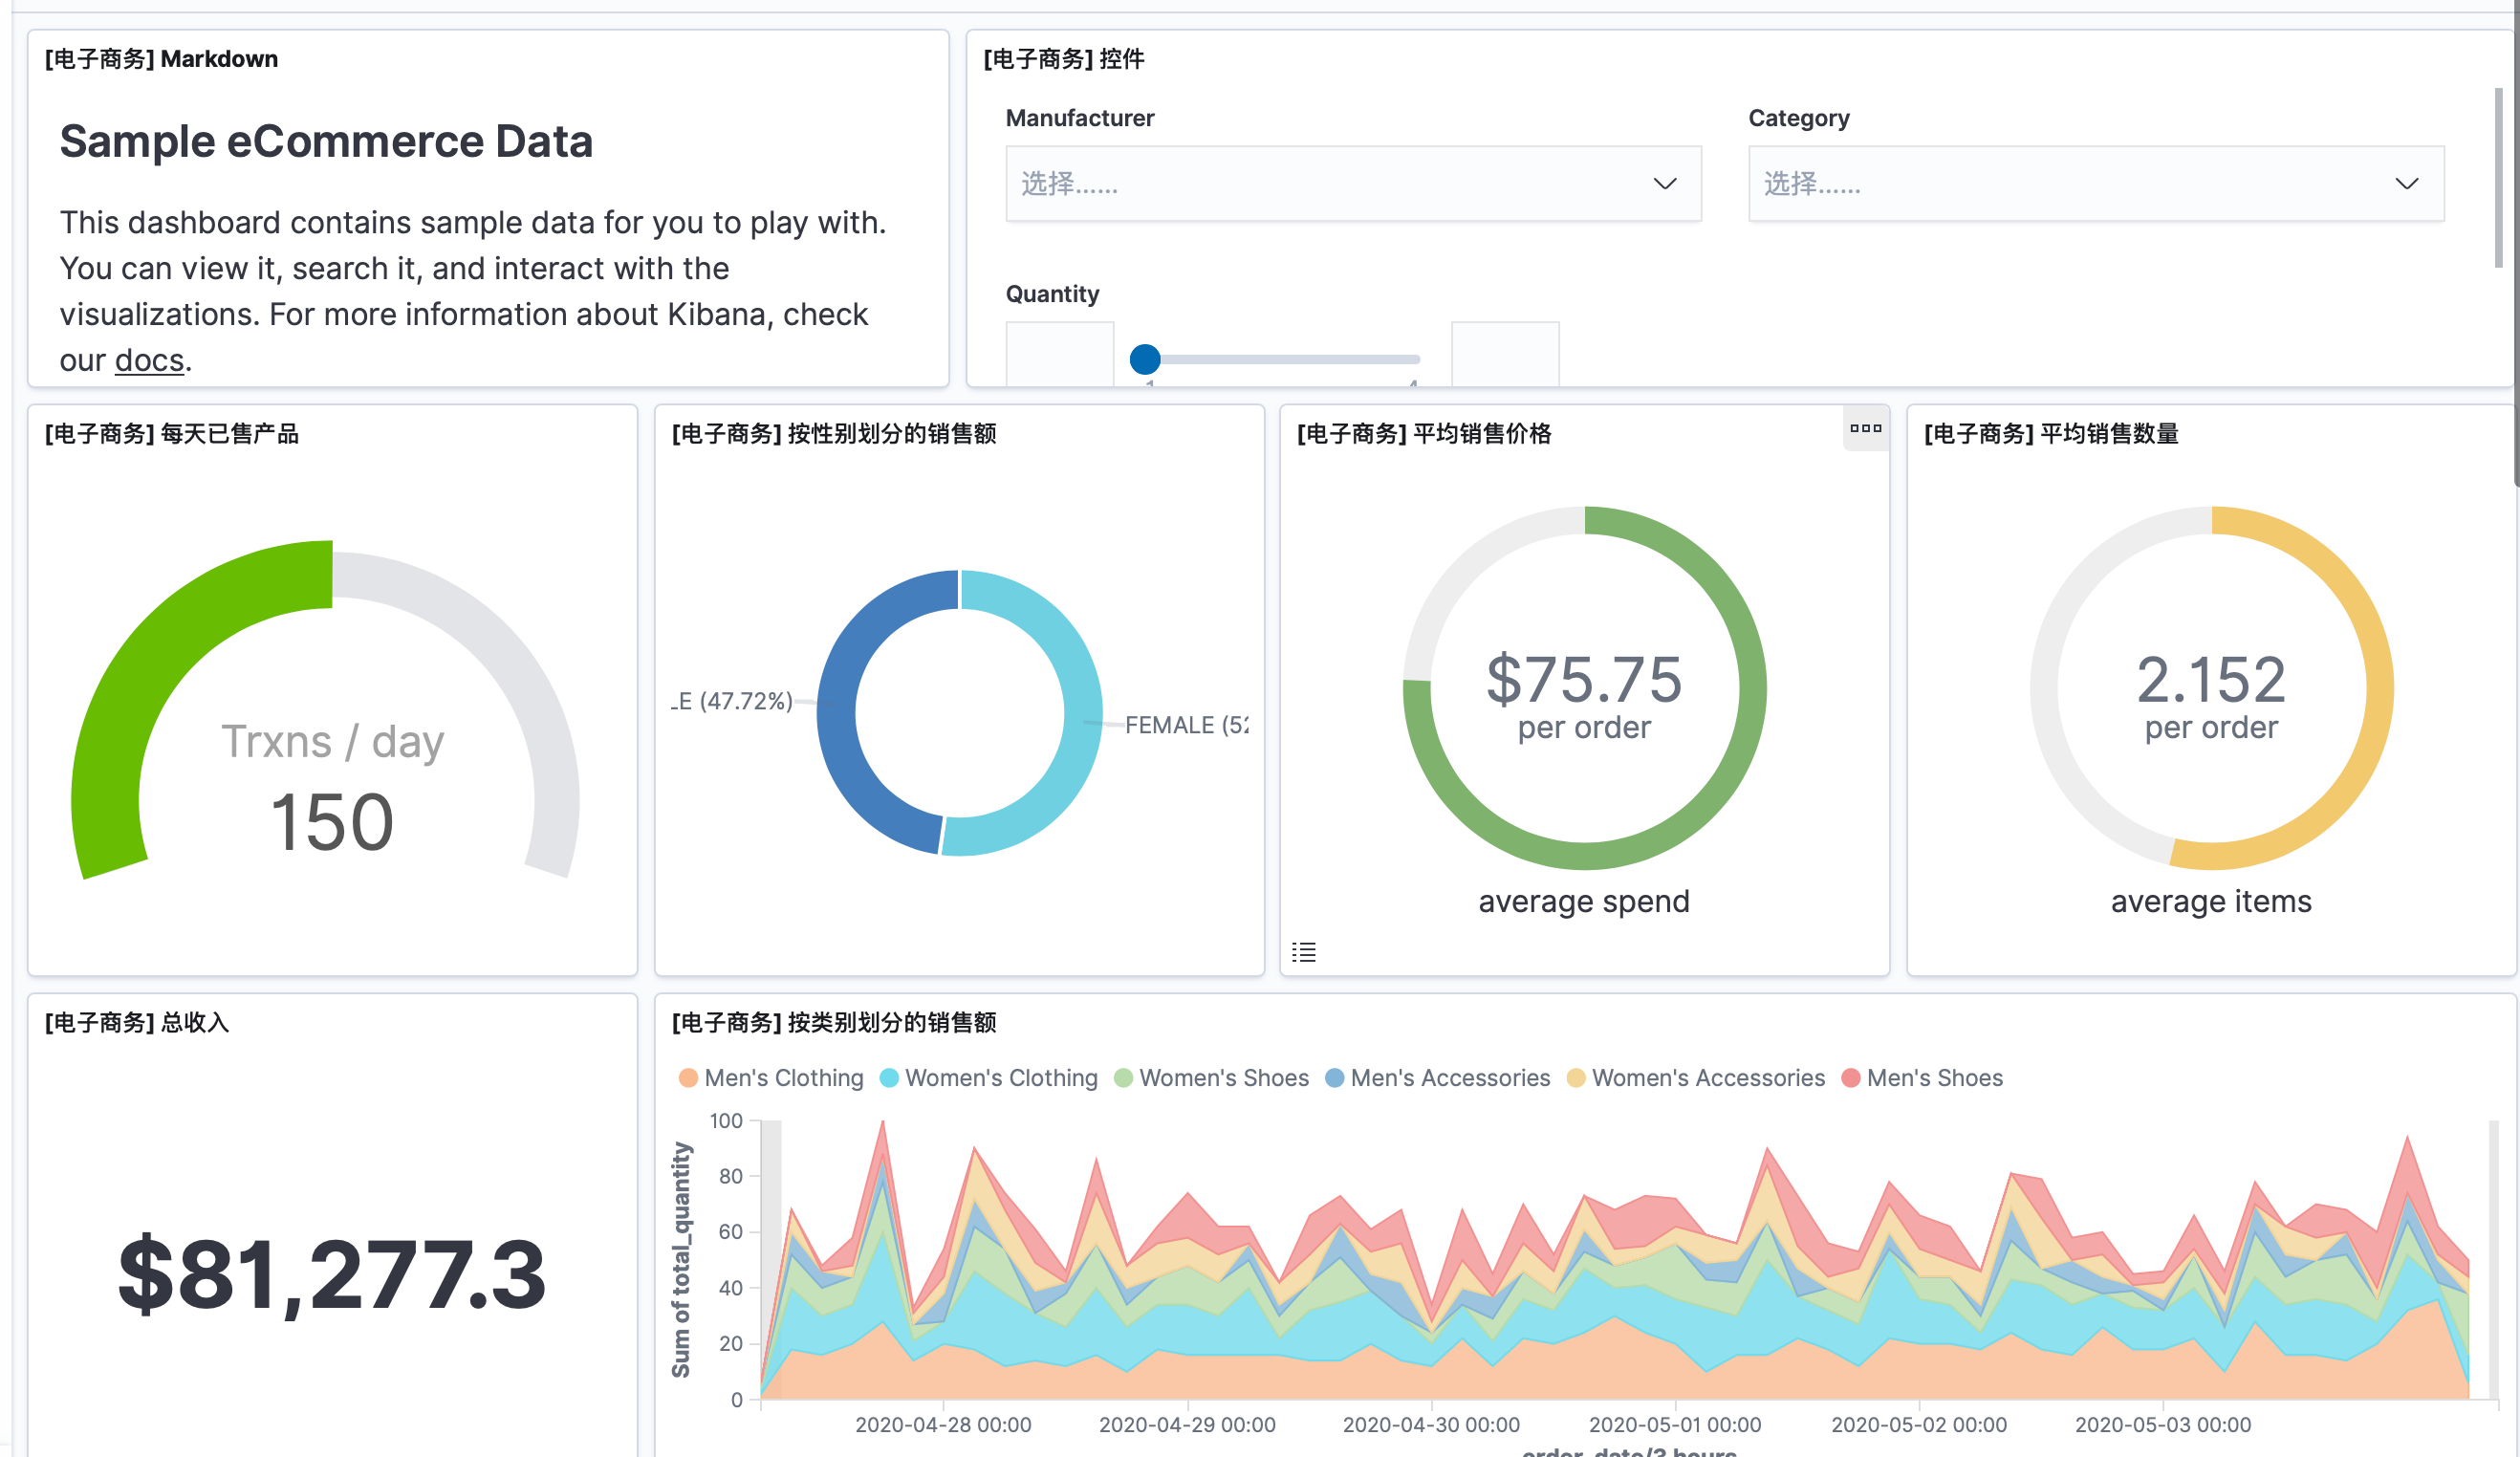 [电子商务] Markdown
Sample eCommerce Data
This dashboard contains sample data for you to play with.
You can view it, search it, and interact with the
visualizations. For more information about Kibana, check
our docs.
[电子商务] 控件
Manufacturer
选择......
Category
选择......
Quantity
[电子商务] 每天已售产品
Trxns / day
150
[电子商务] 按性别划分的销售额
(47.72%)
FEMALE
[电子商务] 平均销售价格
$75.75
per order
average spend
[电子商务] 平均销售数量
2.152
per order
average items
[电子商务] 总收入
$81,277.3
[电子商务] 按类别划分的销售额
Men's Clothing Women's Clothing Women's Shoes Men's Accessories Women's Accessories Men's Shoes
Sum of total_quantity
100
80
60
40
20
0
2020-04-28 00:00 2020-04-29 00:00 2020-04-30 00:00 2020-05-01 00:00 2020-05-02 00:00 2020-05-03 00:00